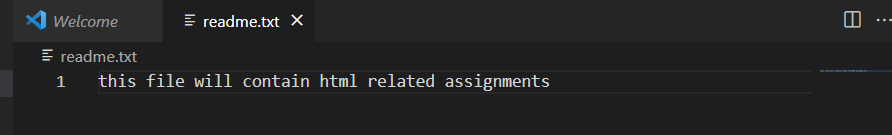 Welcome readme.txt
readme.txt
1 this file will contain html related assignments